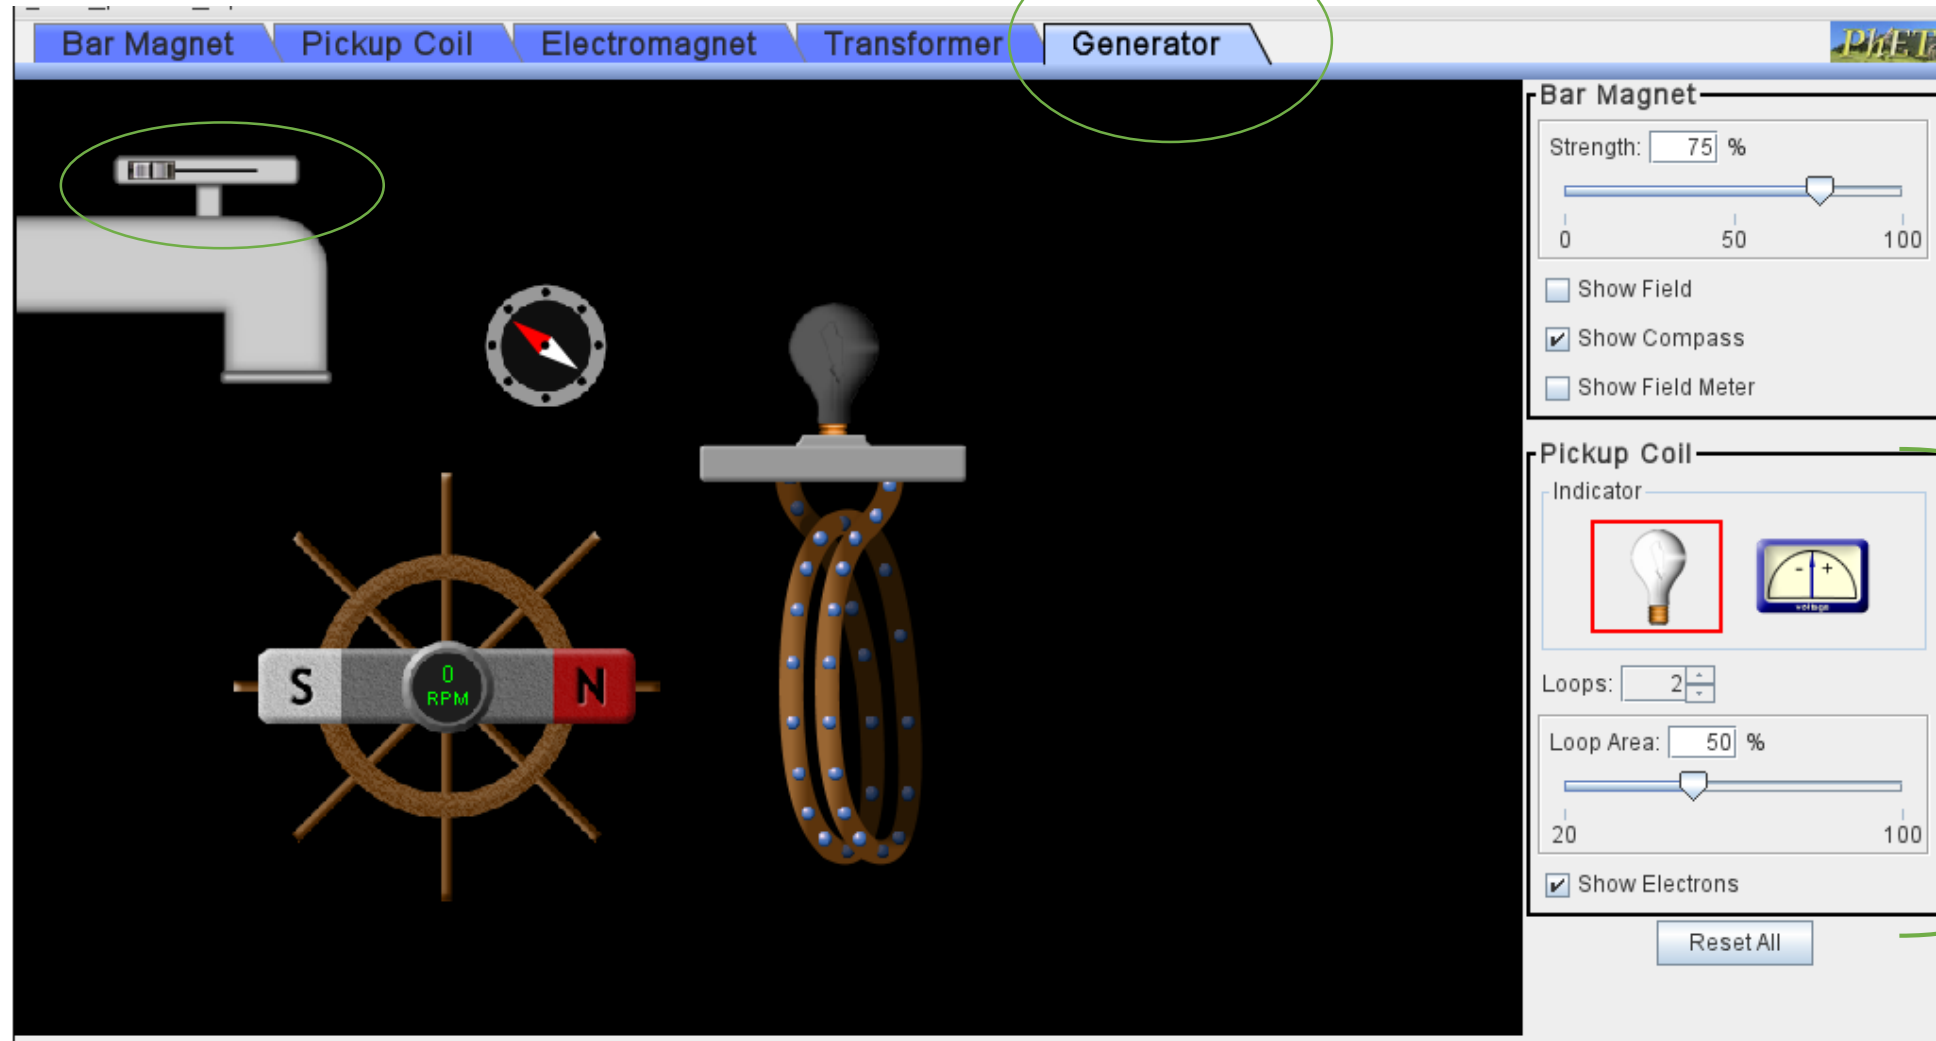 Bar Magnet Pickup Coil Electromagnet Transformer Generator
PhET
Bar Magnet
Strength: 75 %
0 50 100
Show Field
Show Compass
Show Field Meter
Pickup Coil
Indicator
- +
voltage
Loops: 2
Loop Area: 50 %
20 100
Show Electrons
Reset All
S 0 N
RPM